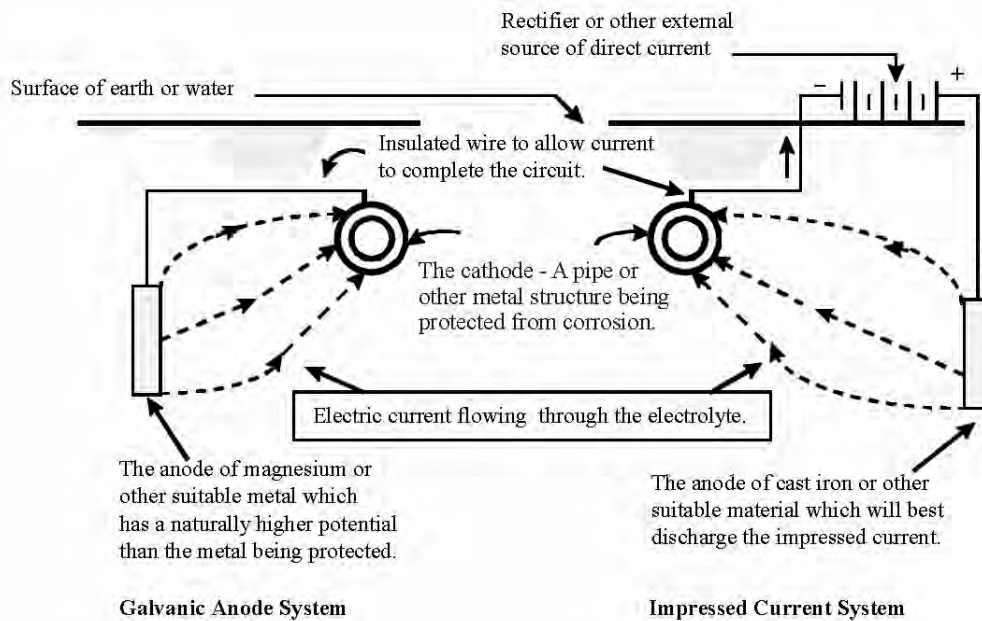 Rectifier or other external
source of direct current
Surface of earth or water
− +
Insulated wire to allow current
to complete the circuit.
The cathode - A pipe or
other metal structure being
protected from corrosion.
Electric current flowing through the electrolyte.
The anode of magnesium or
other suitable metal which
has a naturally higher potential
than the metal being protected.
The anode of cast iron or other
suitable material which will best
discharge the impressed current.
Galvanic Anode System
Impressed Current System